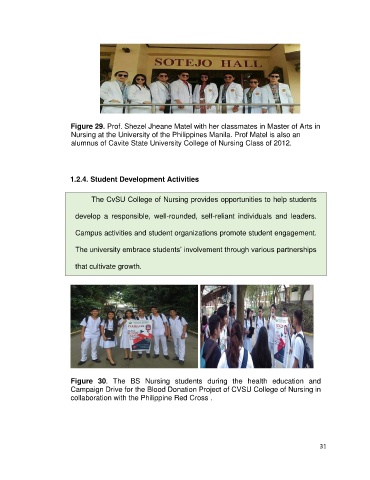 SOTEJO HALL
Figure 29. Prof. Shezel Jheane Matel with her classmates in Master of Arts in
Nursing at the University of the Philippines Manila. Prof Matel is also an
alumnus of Cavite State University College of Nursing Class of 2012.
1.2.4. Student Development Activities
The CvSU College of Nursing provides opportunities to help students
develop a responsible, well-rounded, self-reliant individuals and leaders.
Campus activities and student organizations promote student engagement.
The university embrace students' involvement through various partnerships
that cultivate growth.
Figure 30. The BS Nursing students during the health education and
Campaign Drive for the Blood Donation Project of CVSU College of Nursing in
collaboration with the Philippine Red Cross .
31